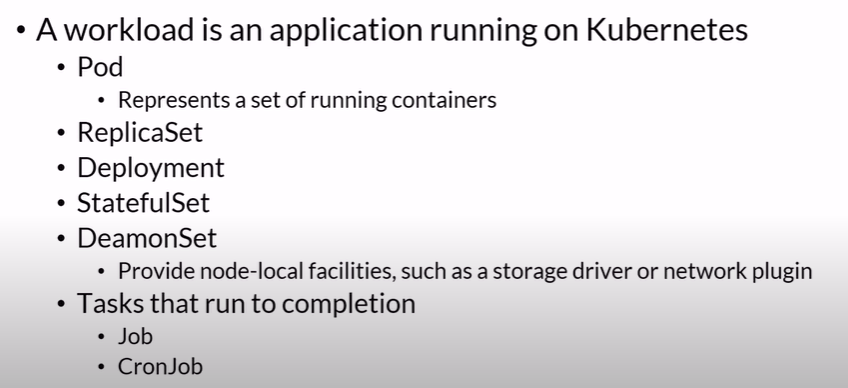 • A workload is an application running on Kubernetes
• Pod
• Represents a set of running containers
• ReplicaSet
• Deployment
• StatefulSet
• DeamonSet
• Provide node-local facilities, such as a storage driver or network plugin
• Tasks that run to completion
• Job
• CronJob